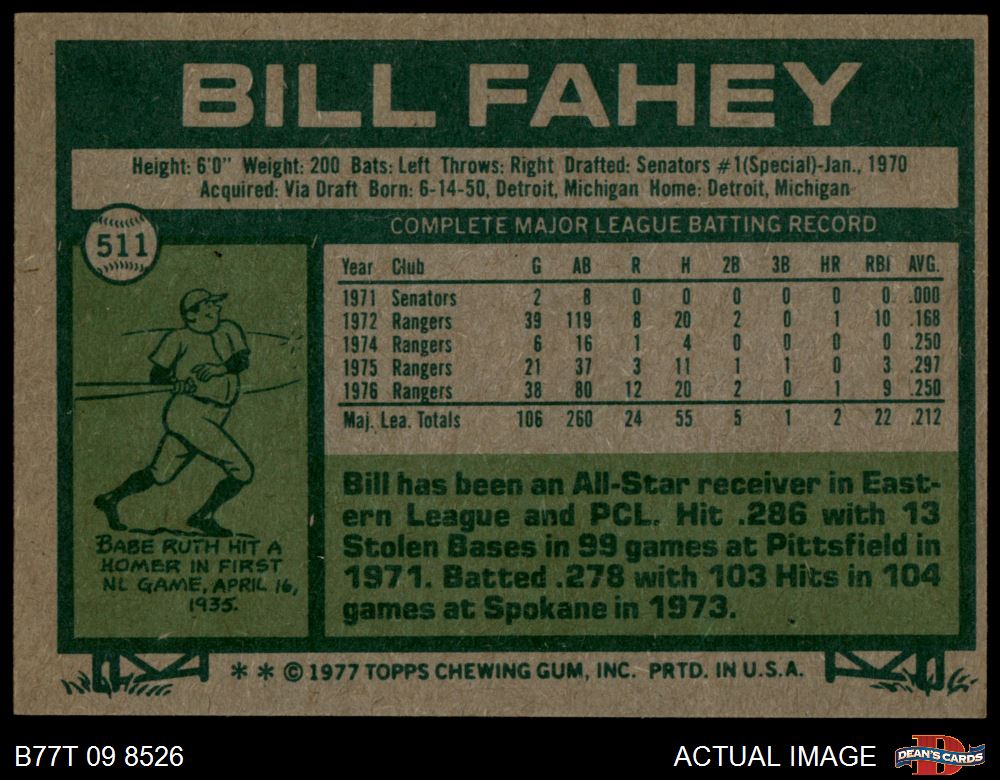 BILL FAHEY
Height: 6'0" Weight: 200 Bats: Left Throws: Right Drafted: Senators #1(Special)-Jan., 1970
Acquired: Via Draft Born: 6-14-50, Detroit, Michigan Home: Detroit, Michigan
511
COMPLETE MAJOR LEAGUE BATTING RECORD
Year Club G AB R H 2B 3B HR RBI AVG.
1971 Senators 2 8 0 0 0 0 0 0 .000
1972 Rangers 39 119 8 20 2 0 1 10 .168
1974 Rangers 6 16 1 4 0 0 0 0 .250
1975 Rangers 21 37 3 11 1 1 0 3 .297
1976 Rangers 38 80 12 20 2 0 1 9 .250
Maj. Lea. Totals 106 260 24 55 5 1 2 22 .212
BABE RUTH HIT A
HOMER IN FIRST
NL GAME, APRIL 16,
1935.
Bill has been an All-Star receiver in East-
ern League and PCL. Hit .286 with 13
Stolen Bases in 99 games at Pittsfield in
1971. Batted .278 with 103 Hits in 104
games at Spokane in 1973.
* * © 1977 TOPPS CHEWING GUM, INC. PRTD. IN U.S.A.
B77T 09 8526
ACTUAL IMAGE
D
DEAN'S CARDS